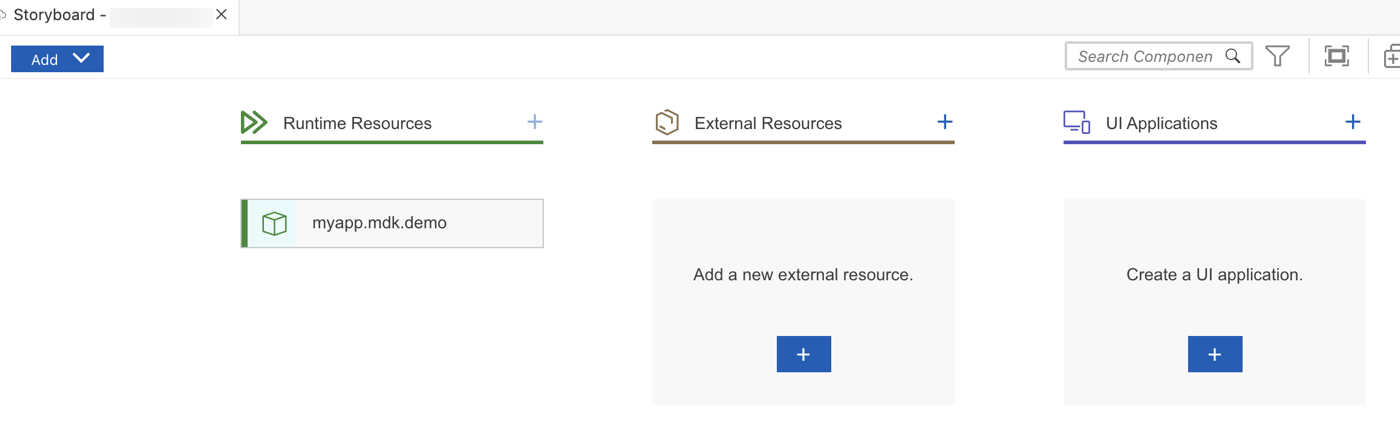 Storyboard -
Add
Search Componen
Runtime Resources
External Resources
UI Applications
myapp.mdk.demo
Add a new external resource.
Create a UI application.